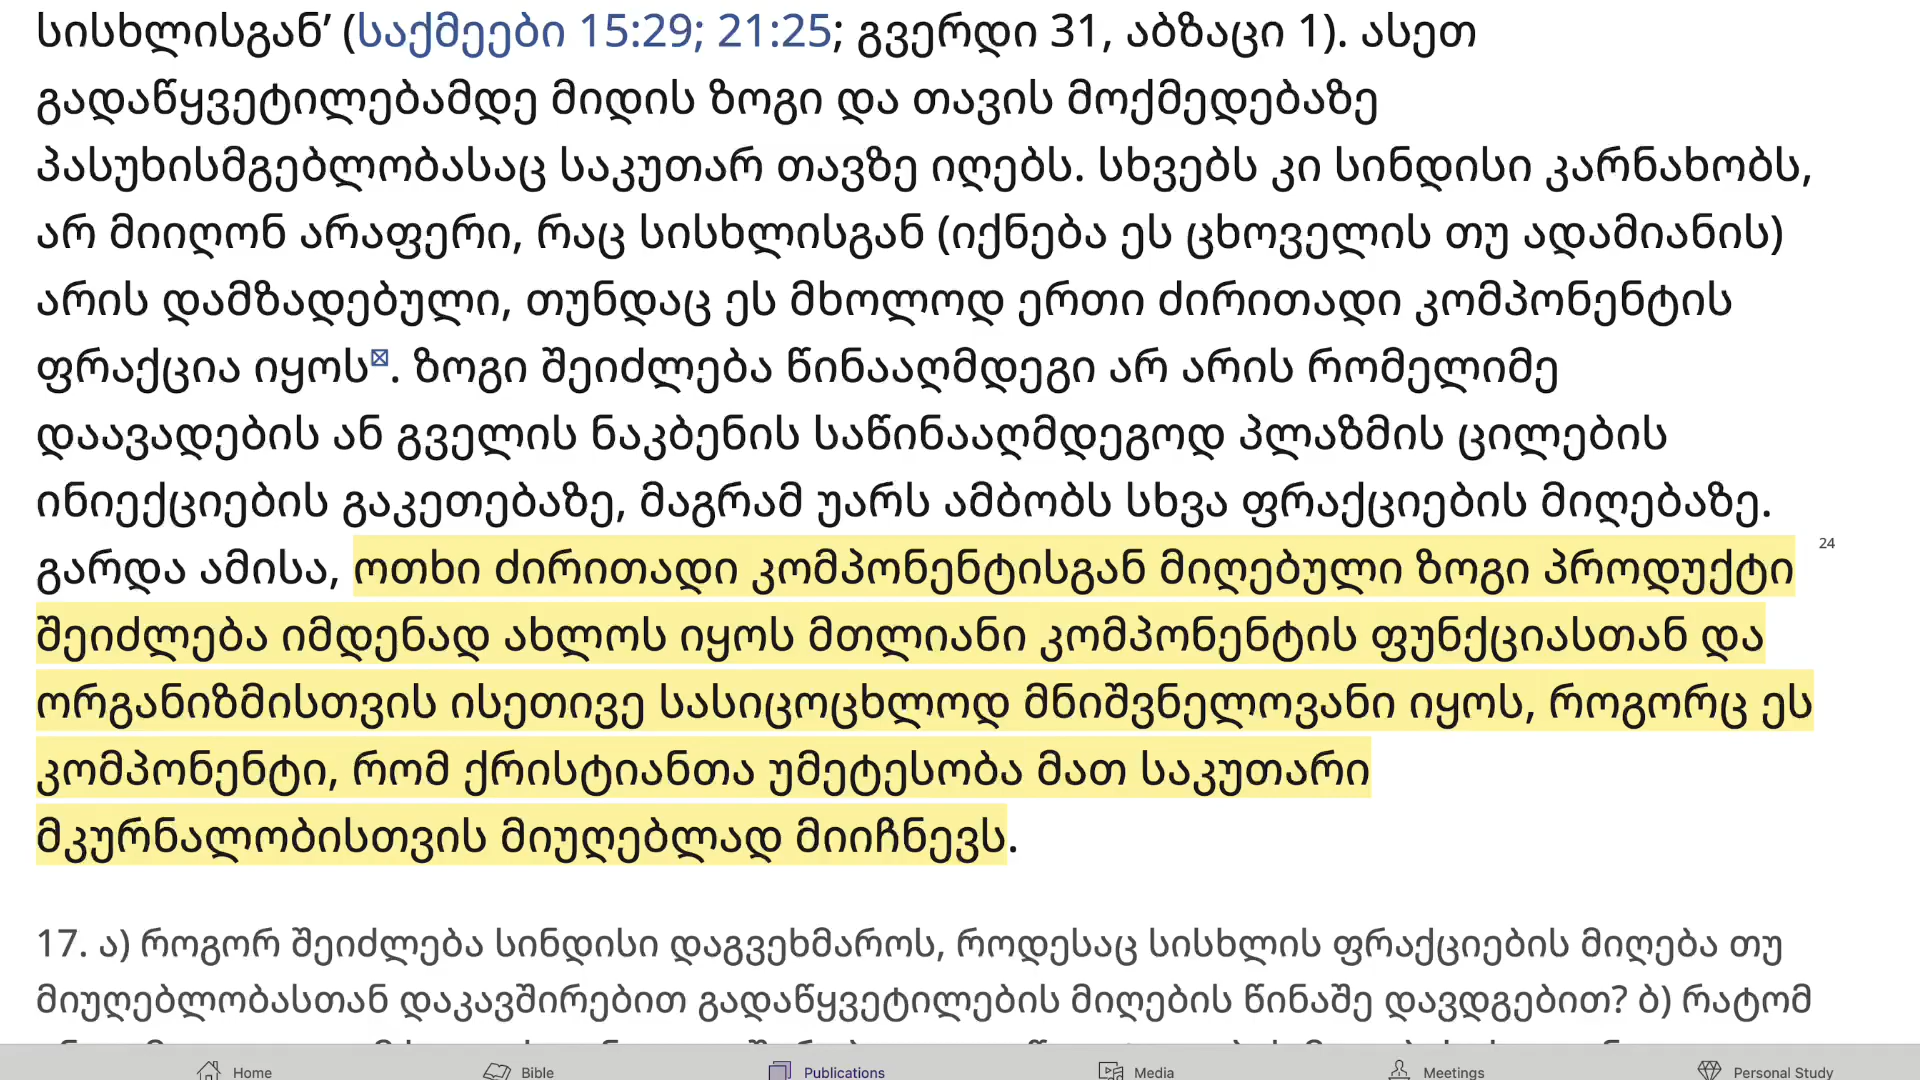 სისხლისგან’ (საქმეები 15:29; 21:25; გვერდი 31, აბზაცი 1). ასეთ
გადაწყვეტილებამდე მიდის ზოგი და თავის მოქმედებაზე
პასუხისმგებლობასაც საკუთარ თავზე იღებს. სხვებს კი სინდისი კარნახობს,
არ მიიღონ არაფერი, რაც სისხლისგან (იქნება ეს ცხოველის თუ ადამიანის)
არის დამზადებული, თუნდაც ეს მხოლოდ ერთი ძირითადი კომპონენტის
ფრაქცია იყოს. ზოგი შეიძლება წინააღმდეგი არ არის რომელიმე
დაავადების ან გველის ნაკბენის საწინააღმდეგოდ პლაზმის ცილების
ინიექციების გაკეთებაზე, მაგრამ უარს ამბობს სხვა ფრაქციების მიღებაზე.
გარდა ამისა, ოთხი ძირითადი კომპონენტისგან მიღებული ზოგი პროდუქტი
24
შეიძლება იმდენად ახლოს იყოს მთლიანი კომპონენტის ფუნქციასთან და
ორგანიზმისთვის ისეთივე სასიცოცხლოდ მნიშვნელოვანი იყოს, როგორც ეს
კომპონენტი, რომ ქრისტიანთა უმეტესობა მათ საკუთარი
მკურნალობისთვის მიუღებლად მიიჩნევს.
17. ა) როგორ შეიძლება სინდისი დაგვეხმაროს, როდესაც სისხლის ფრაქციების მიღება თუ
მიუღებლობასთან დაკავშირებით გადაწყვეტილების მიღების წინაშე დავდგებით? ბ) რატომ
Home Bible Publications Media Meetings Personal Study